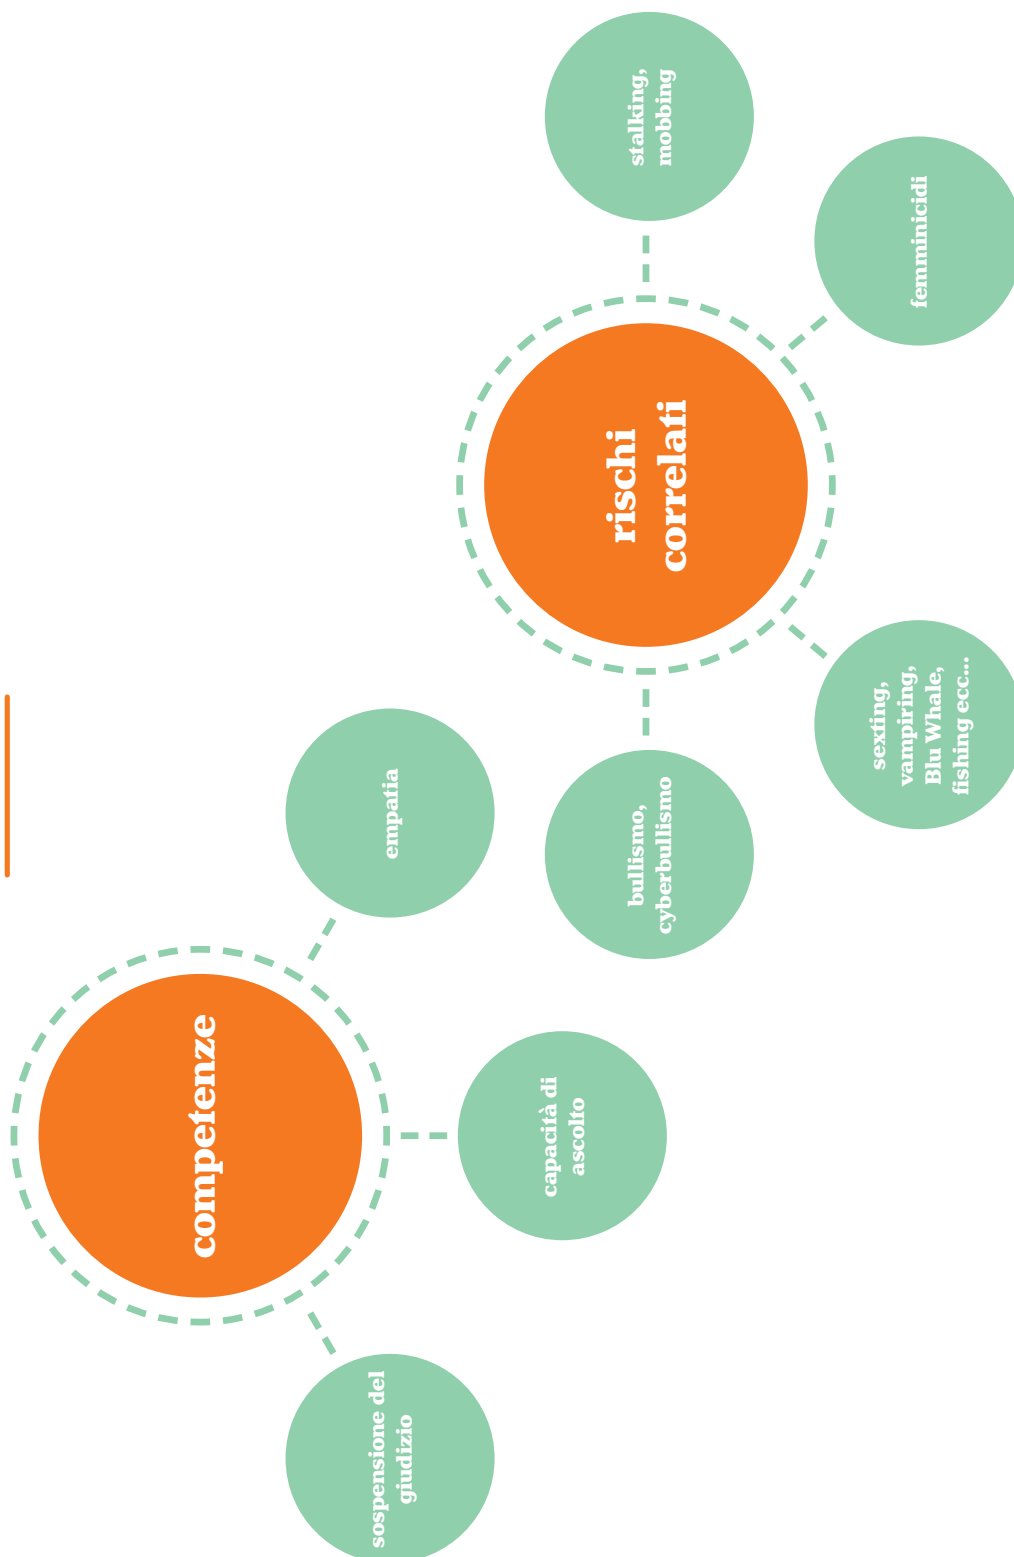 competenze
sospensione del
giudizio
capacità di
ascolto
empatia
rischi
correlati
bullismo,
cyberbullismo
sexting,
vampiring,
Blu Whale,
fishing ecc...
femminicidi
stalking,
mobbing